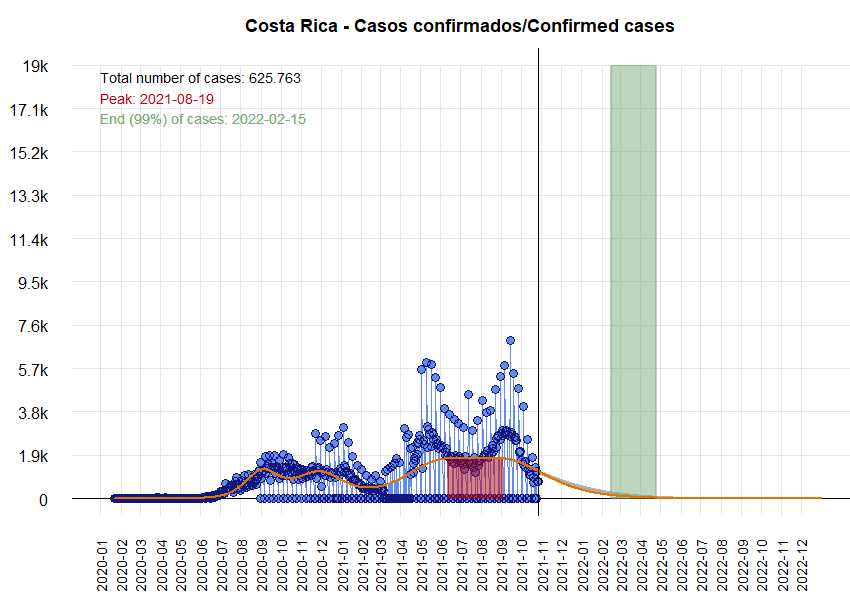 Costa Rica - Casos confirmados/Confirmed cases
19k
Total number of cases: 625.763
Peak: 2021-08-19
End (99%) of cases: 2022-02-15
17.1k
15.2k
13.3k
11.4k
9.5k
7.6k
5.7k
3.8k
1.9k
0
2020-01
2020-02
2020-03
2020-04
2020-05
2020-06
2020-07
2020-08
2020-09
2020-10
2020-11
2020-12
2021-01
2021-02
2021-03
2021-04
2021-05
2021-06
2021-07
2021-08
2021-09
2021-10
2021-11
2021-12
2022-01
2022-02
2022-03
2022-04
2022-05
2022-06
2022-07
2022-08
2022-09
2022-10
2022-11
2022-12